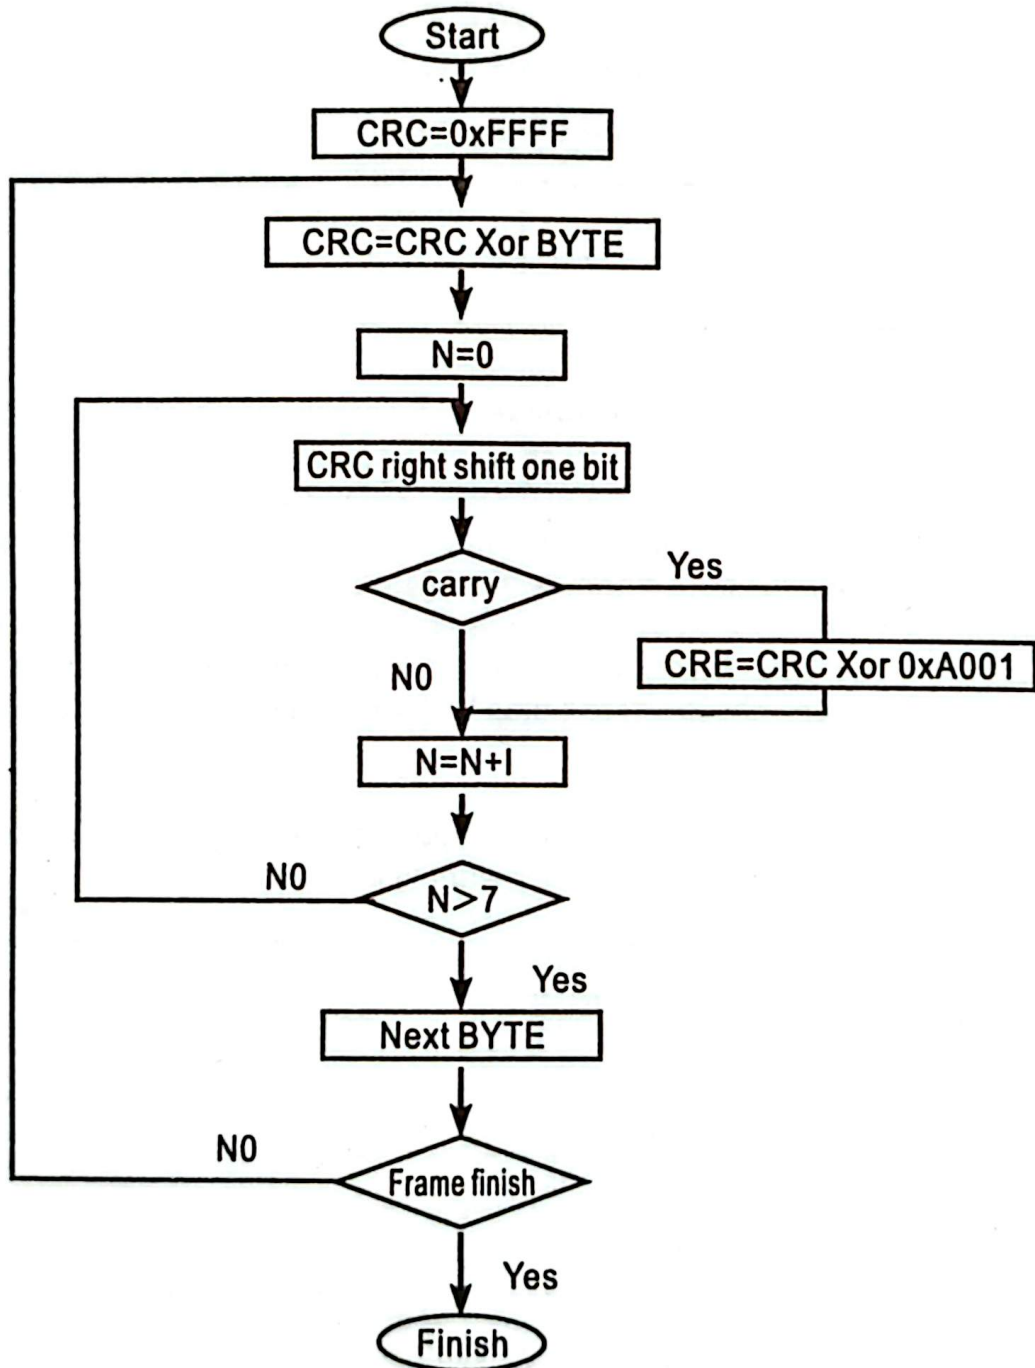 Start
CRC=0xFFFF
CRC=CRC Xor BYTE
N=0
CRC right shift one bit
carry
Yes
CRE=CRC Xor 0xA001
N0
N=N+I
N0
N>7
Yes
Next BYTE
N0
Frame finish
Yes
Finish